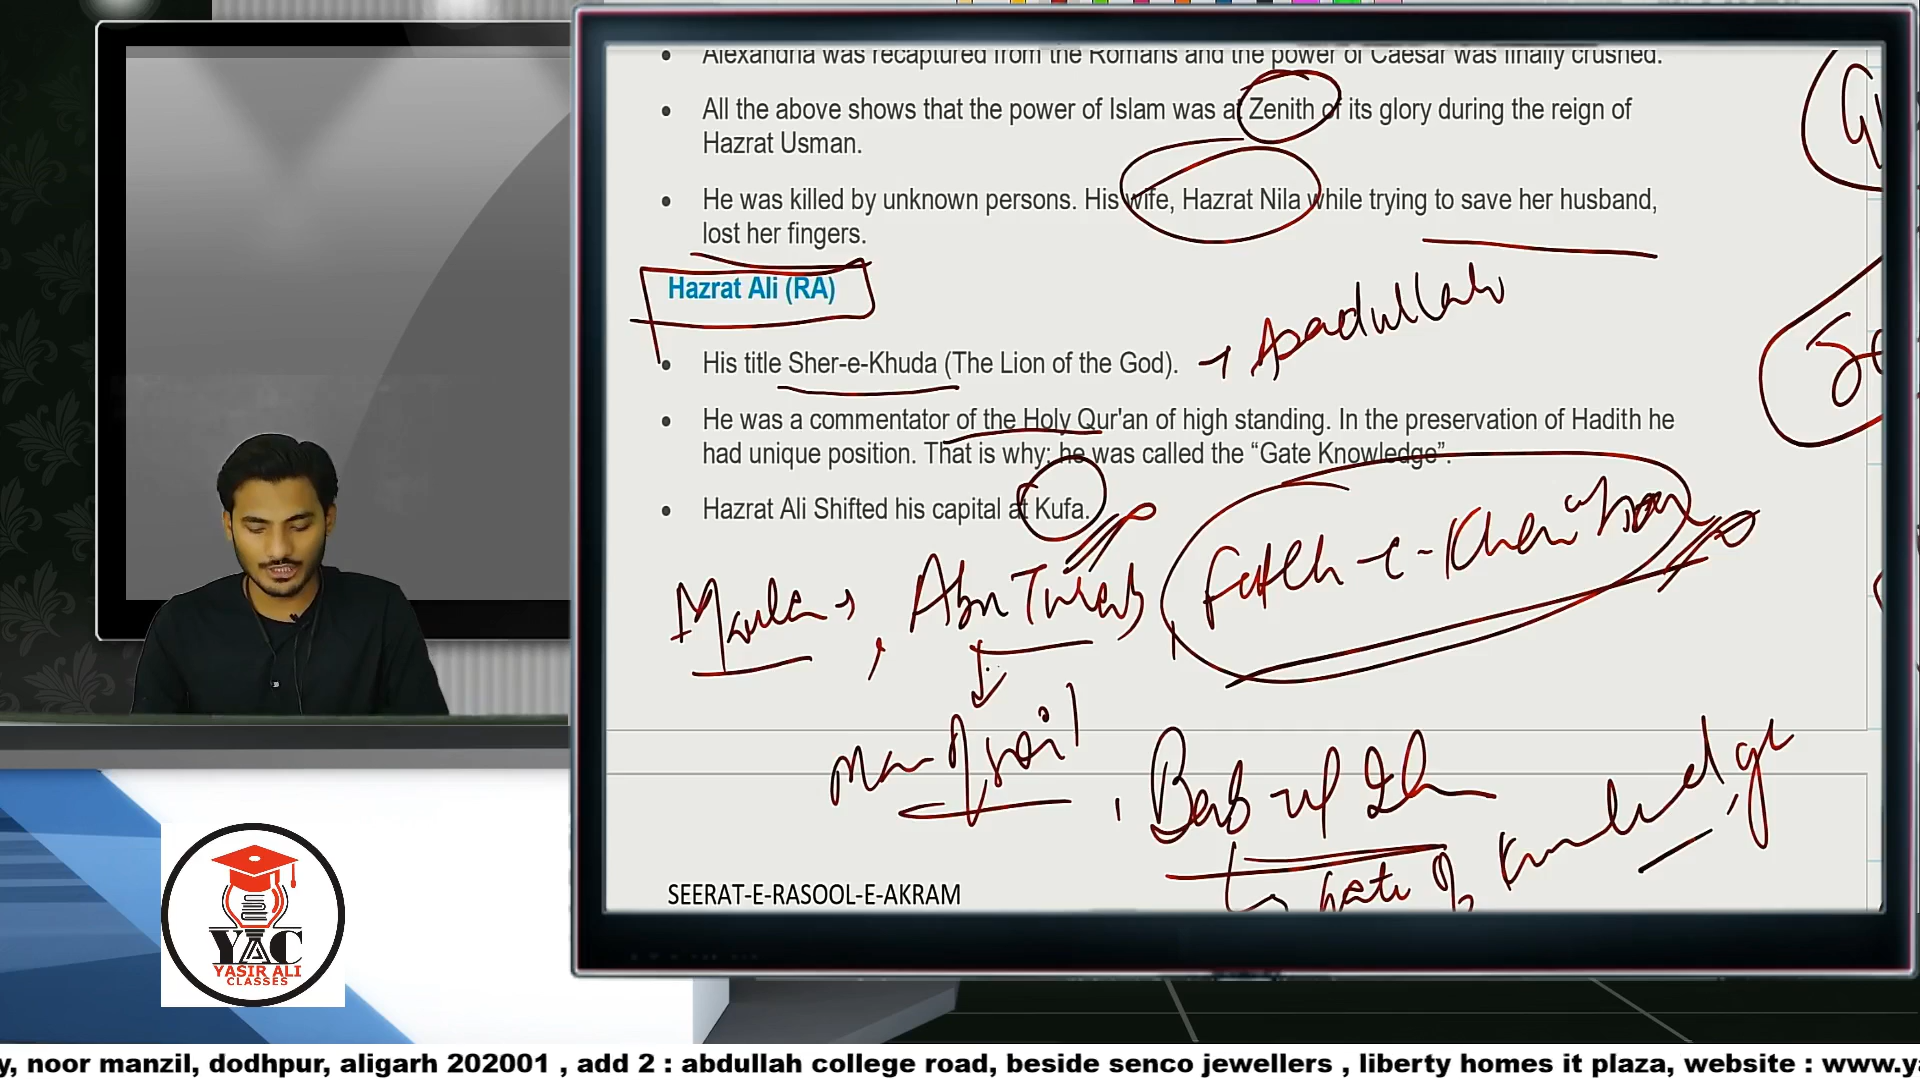 Alexandria was recaptured from the Romans and the power of Caesar was finally crushed.
All the above shows that the power of Islam was at Zenith of its glory during the reign of
Hazrat Usman.
He was killed by unknown persons. His wife, Hazrat Nila while trying to save her husband,
lost her fingers.
Hazrat Ali (RA)
His title Sher-e-Khuda (The Lion of the God). → Asadullah
He was a commentator of the Holy Qur'an of high standing. In the preservation of Hadith he
had unique position. That is why; he was called the “Gate Knowledge”.
Hazrat Ali Shifted his capital at Kufa.
Maula, Abu Turab, Fateh-e-Khaibar
Man of soil, Bab-ul Ilm
Gate of Knowledge
SEERAT-E-RASOOL-E-AKRAM
YAC
YASIR ALI
CLASSES
y, noor manzil, dodhpur, aligarh 202001 , add 2 : abdullah college road, beside senco jewellers , liberty homes it plaza, website : www.y